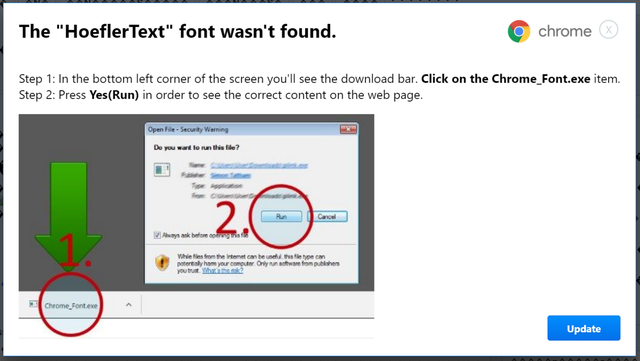 The "HoeflerText" font wasn't found.
chrome
X
Step 1: In the bottom left corner of the screen you'll see the download bar. Click on the Chrome_Font.exe item.
Step 2: Press Yes(Run) in order to see the correct content on the web page.
Open File - Security Warning
Do you want to run this file?
Name: C:\Users\User\Downloads\plink.exe
Publisher: Simon Tatham
Type: Application
From: C:\Users\User\Downloads\plink.exe
2.
Run
Cancel
Always ask before opening this file
While files from the Internet can be useful, this file type can
potentially harm your computer. Only run software from publishers
you trust. What's the risk?
1.
Chrome_Font.exe
Update